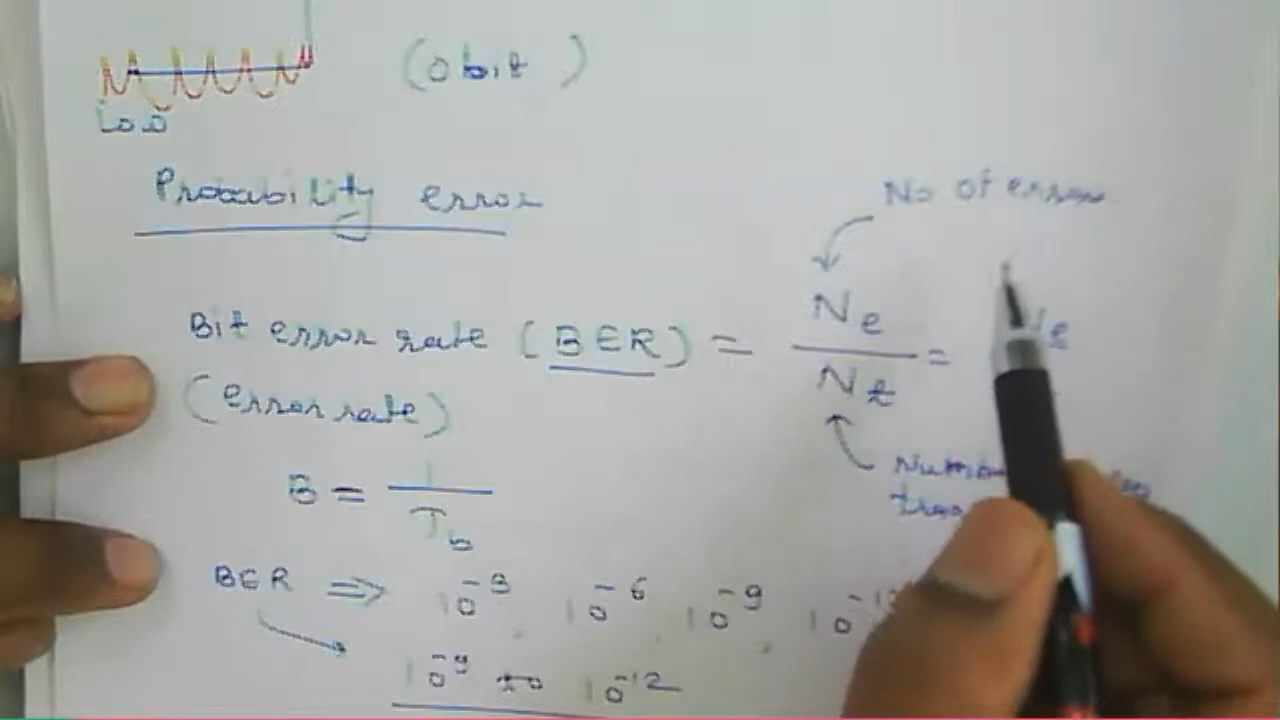 (0 bit)
Probability error
No of errors
Bit error rate (BER) = Ne / Nt =
(error rate)
B = 1 / Tb
BER ⇒ 10^-3 10^-6 10^-9
10^-9 to 10^-12